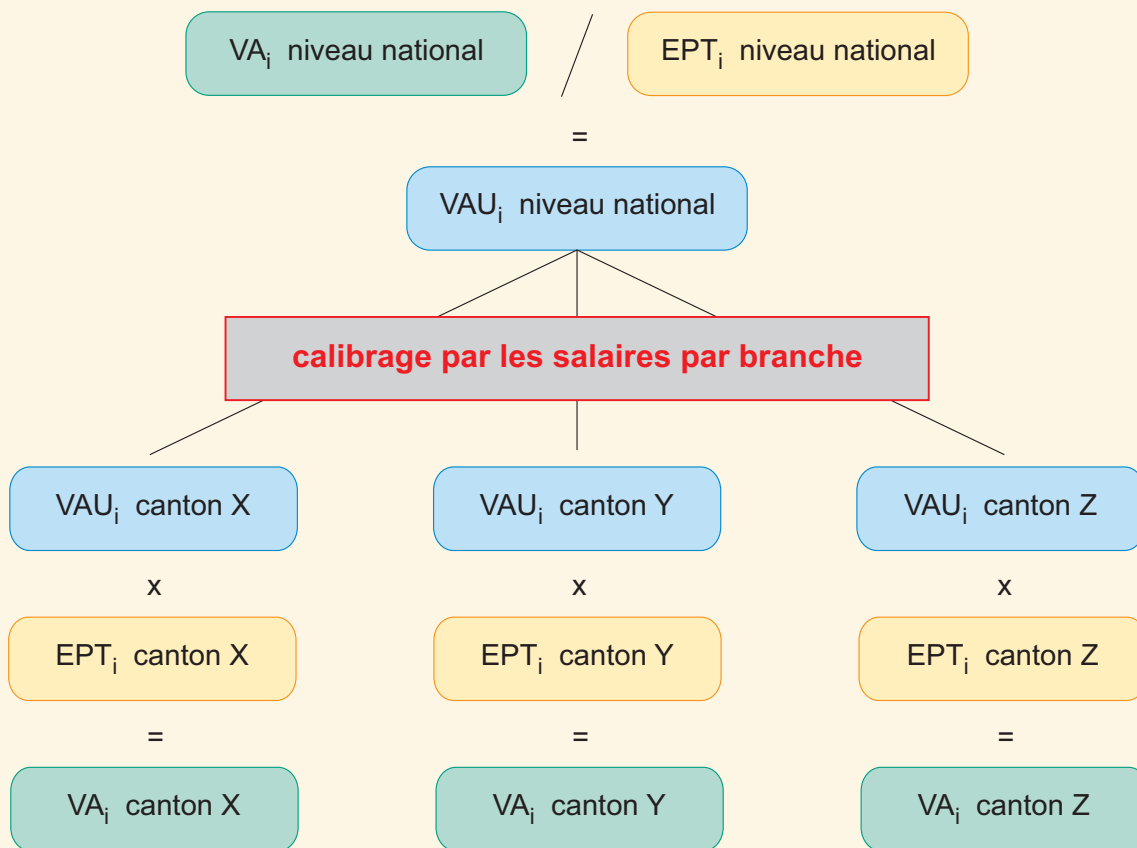 VAi niveau national / EPTi niveau national
=
VAUi niveau national
calibrage par les salaires par branche
VAUi canton X VAUi canton Y VAUi canton Z
x x x
EPTi canton X EPTi canton Y EPTi canton Z
= = =
VAi canton X VAi canton Y VAi canton Z